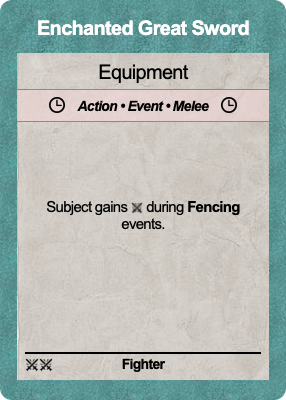 Enchanted Great Sword
Equipment
Action • Event • Melee
Subject gains during Fencing
events.
Fighter